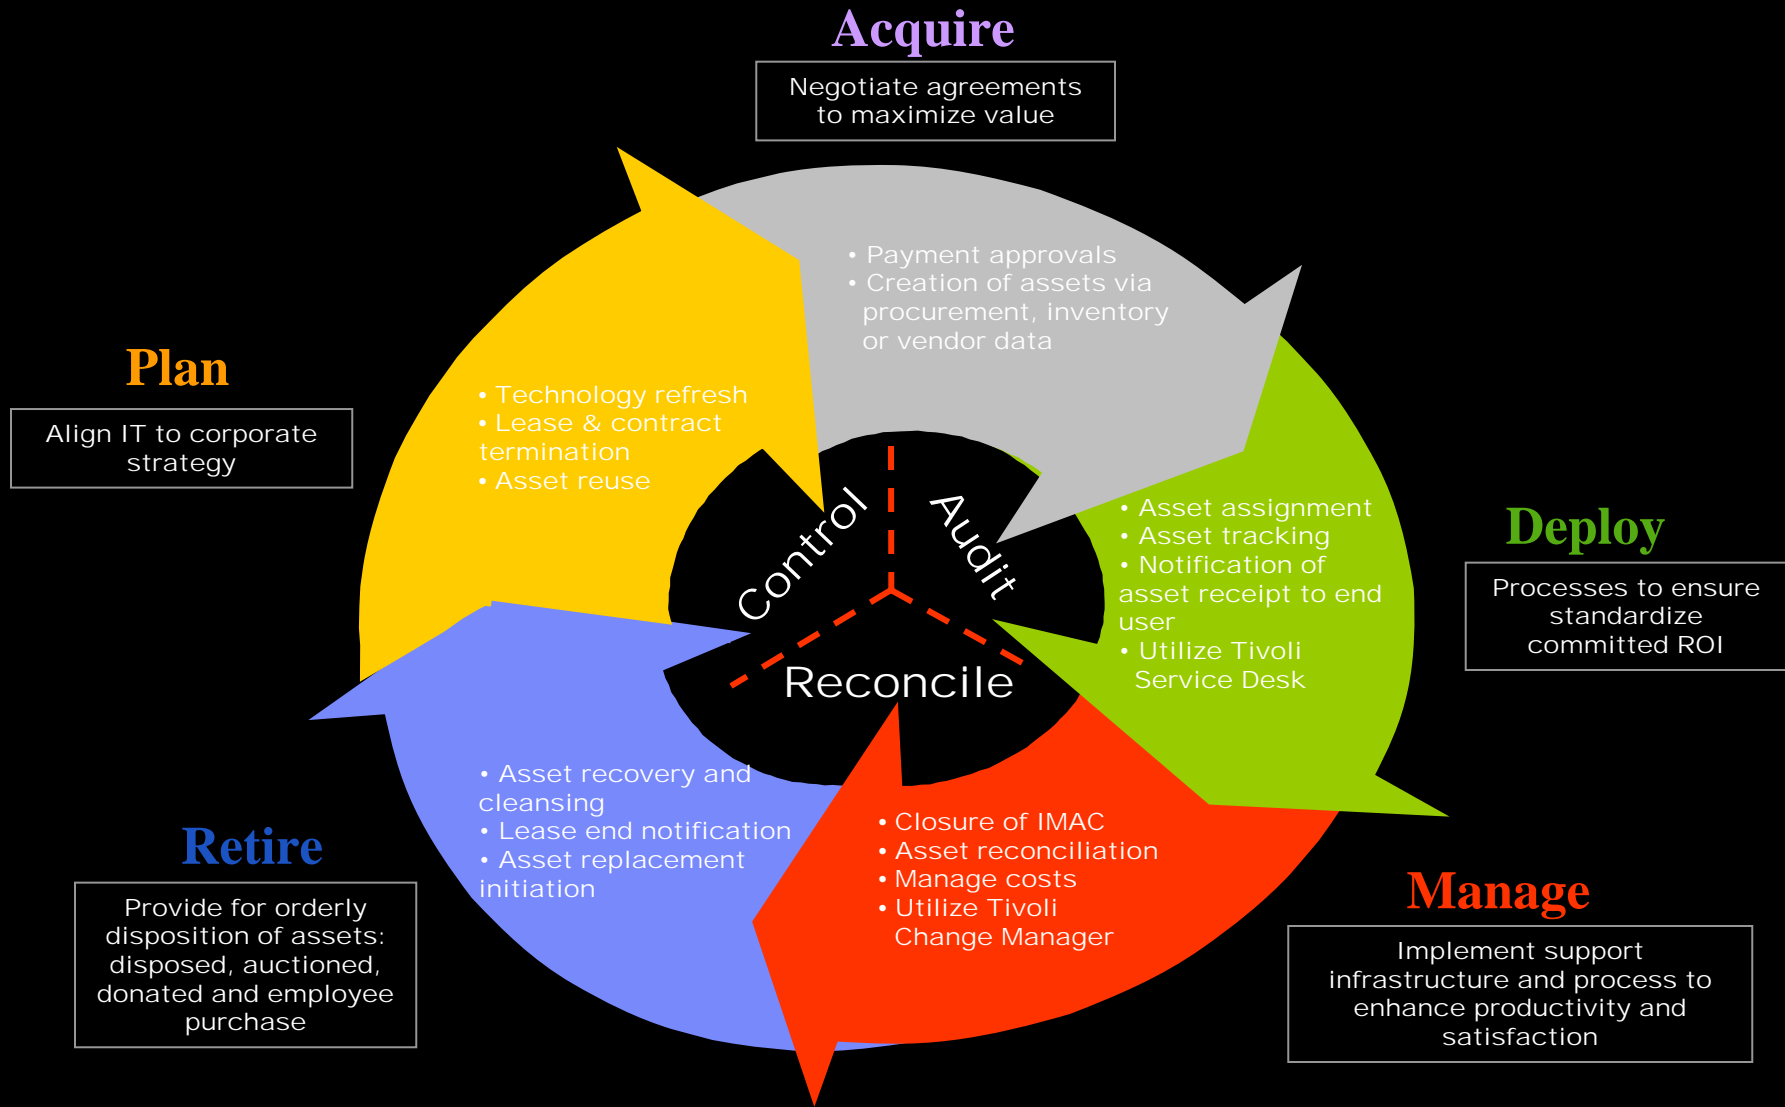 Acquire
Negotiate agreements
to maximize value
• Payment approvals
• Creation of assets via
procurement, inventory
or vendor data
Plan
Align IT to corporate
strategy
• Technology refresh
• Lease & contract
termination
• Asset reuse
Control
Audit
Reconcile
Deploy
Processes to ensure
standardize
committed ROI
• Asset assignment
• Asset tracking
• Notification of
asset receipt to end
user
• Utilize Tivoli
Service Desk
Retire
Provide for orderly
disposition of assets:
disposed, auctioned,
donated and employee
purchase
• Asset recovery and
cleansing
• Lease end notification
• Asset replacement
initiation
• Closure of IMAC
• Asset reconciliation
• Manage costs
• Utilize Tivoli
Change Manager
Manage
Implement support
infrastructure and process to
enhance productivity and
satisfaction